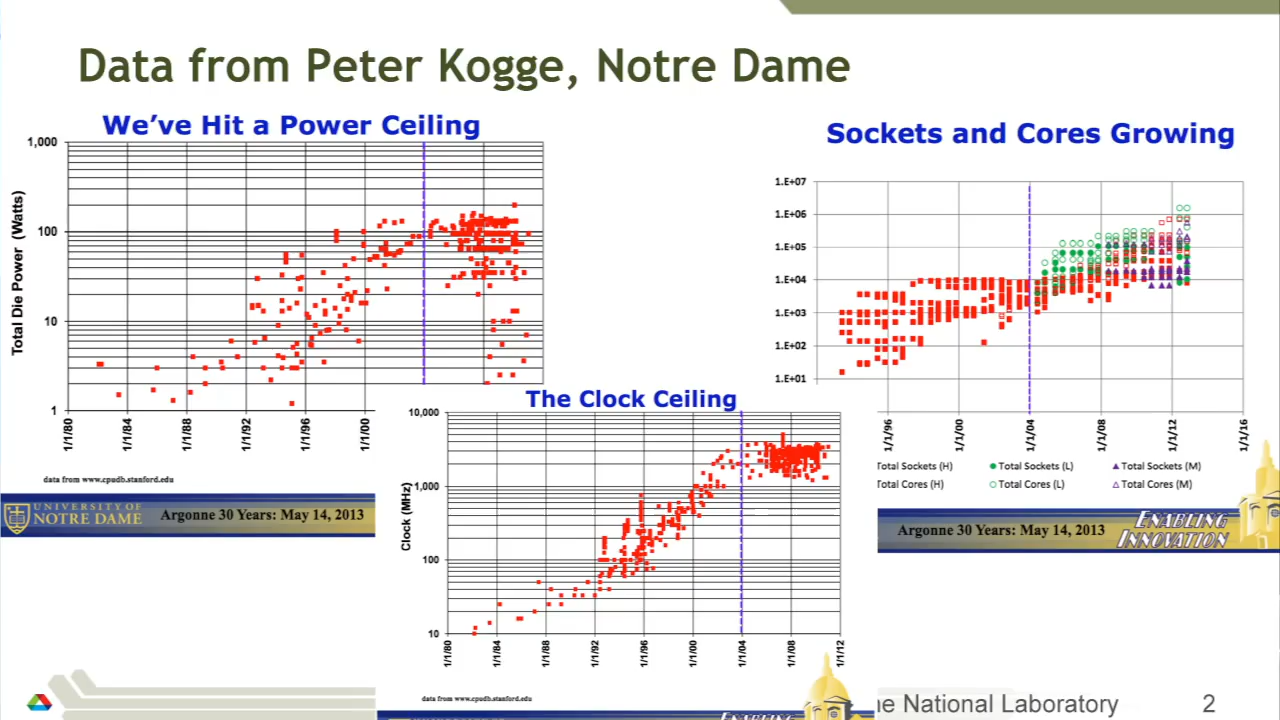 Data from Peter Kogge, Notre Dame
We've Hit a Power Ceiling
Total Die Power (Watts)
1,000
100
10
1
1/1/80
1/1/84
1/1/88
1/1/92
1/1/96
1/1/00
data from www.cpudb.stanford.edu
UNIVERSITY OF
NOTRE DAME
Argonne 30 Years: May 14, 2013
The Clock Ceiling
Clock (MHz)
10,000
1,000
100
10
1/1/80
1/1/84
1/1/88
1/1/92
1/1/96
1/1/00
1/1/04
1/1/08
1/1/12
data from www.cpudb.stanford.edu
ENABLING
Sockets and Cores Growing
1.E+07
1.E+06
1.E+05
1.E+04
1.E+03
1.E+02
1.E+01
1/1/96
1/1/00
1/1/04
1/1/08
1/1/12
1/1/16
Total Sockets (H) Total Sockets (L) Total Sockets (M)
Total Cores (H) Total Cores (L) Total Cores (M)
Argonne 30 Years: May 14, 2013
ENABLING
INNOVATION
ne National Laboratory
2